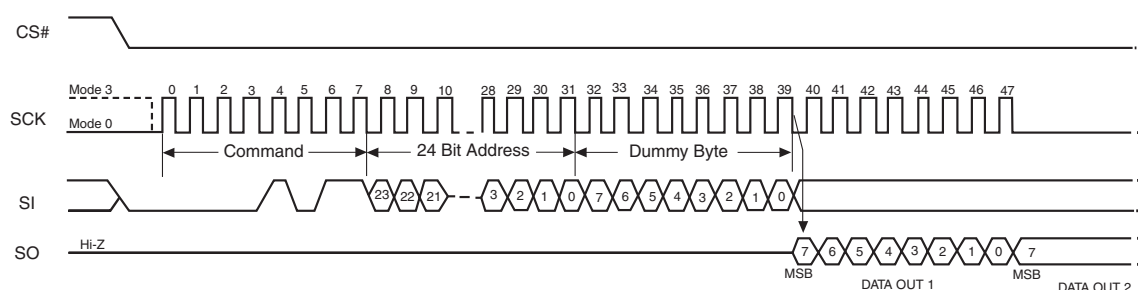 CS#
Mode 3 0 1 2 3 4 5 6 7 8 9 10 28 29 30 31 32 33 34 35 36 37 38 39 40 41 42 43 44 45 46 47
SCK
Mode 0
Command 24 Bit Address Dummy Byte
SI 23 22 21 3 2 1 0 7 6 5 4 3 2 1 0
SO Hi-Z 7 6 5 4 3 2 1 0 7
MSB MSB
DATA OUT 1 DATA OUT 2